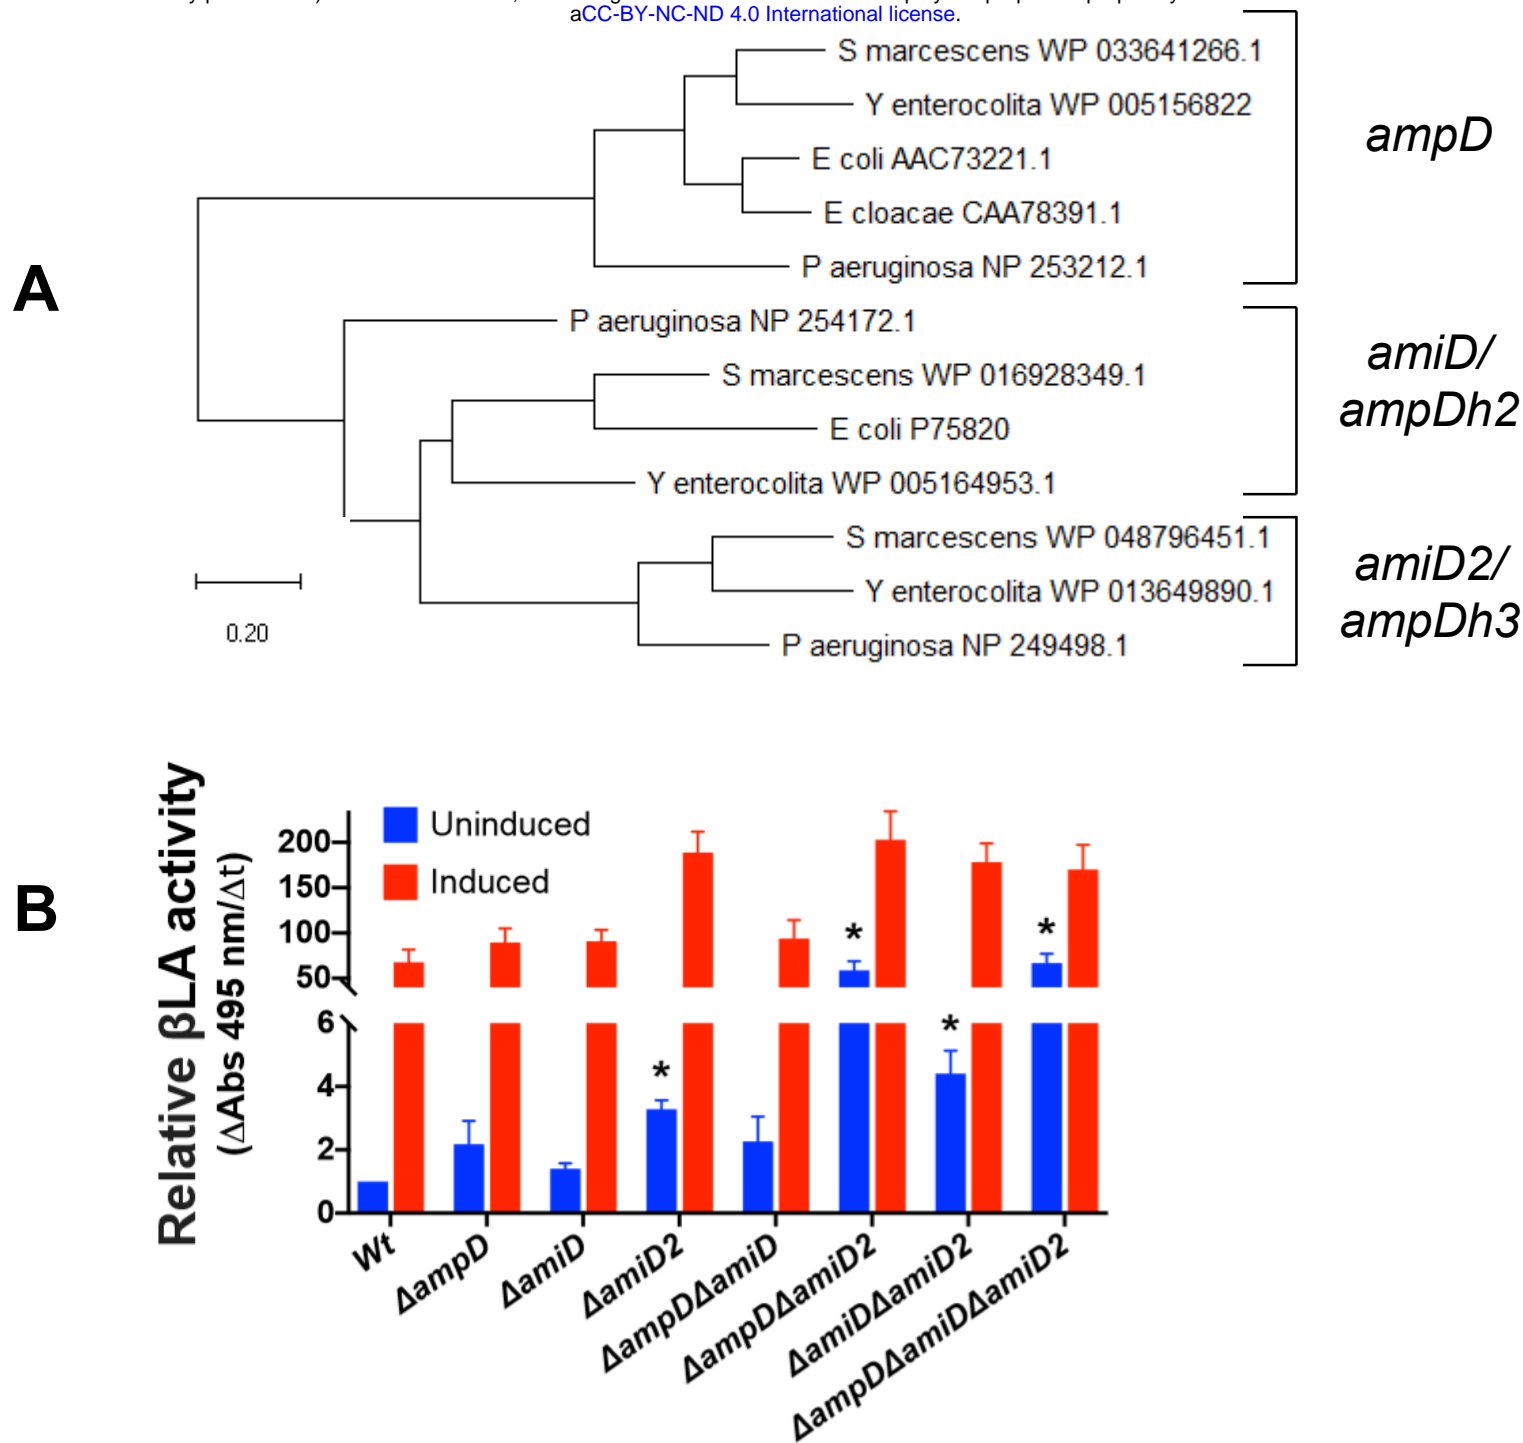 aCC-BY-NC-ND 4.0 International license.
A
S marcescens WP 033641266.1
Y enterocolita WP 005156822
E coli AAC73221.1
E cloacae CAA78391.1
P aeruginosa NP 253212.1
ampD
P aeruginosa NP 254172.1
S marcescens WP 016928349.1
E coli P75820
Y enterocolita WP 005164953.1
amiD/
ampDh2
S marcescens WP 048796451.1
Y enterocolita WP 013649890.1
P aeruginosa NP 249498.1
amiD2/
ampDh3
0.20
B
Relative βLA activity
(ΔAbs 495 nm/Δt)
Uninduced
Induced
200
150
100
50
6
4
2
0
*
*
*
*
Wt
ΔampD
ΔamiD
ΔamiD2
ΔampDΔamiD
ΔampDΔamiD2
ΔamiDΔamiD2
ΔampDΔamiDΔamiD2